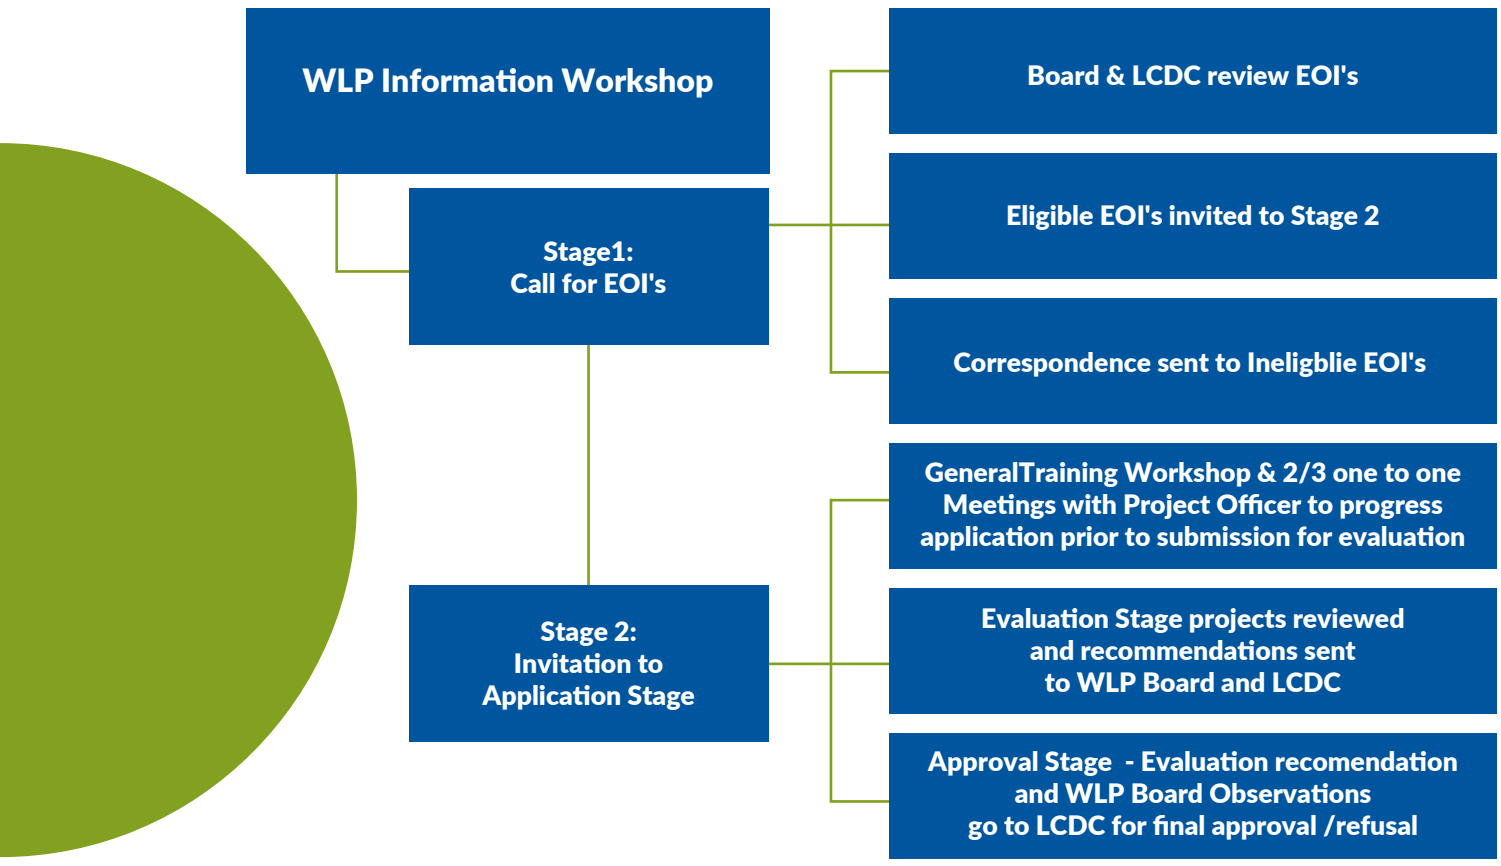 WLP Information Workshop
Stage1:
Call for EOI's
Board & LCDC review EOI's
Eligible EOI's invited to Stage 2
Correspondence sent to Ineligblie EOI's
Stage 2:
Invitation to
Application Stage
GeneralTraining Workshop & 2/3 one to one
Meetings with Project Officer to progress
application prior to submission for evaluation
Evaluation Stage projects reviewed
and recommendations sent
to WLP Board and LCDC
Approval Stage  - Evaluation recomendation
and WLP Board Observations
go to LCDC for final approval /refusal